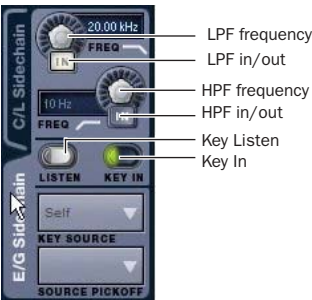 C/L Sidechain
20.00 kHz
FREQ
IN
LPF frequency
LPF in/out
10 Hz
FREQ
IN
HPF frequency
HPF in/out
Key Listen
Key In
LISTEN
KEY IN
E/G Sidechain
Self
KEY SOURCE
SOURCE PICKOFF